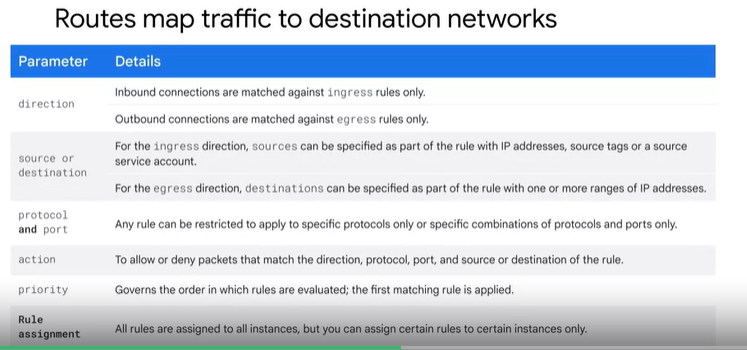 Routes map traffic to destination networks
Parameter Details
direction
Inbound connections are matched against ingress rules only.
Outbound connections are matched against egress rules only.
source or
destination
For the ingress direction, sources can be specified as part of the rule with IP addresses, source tags or a source
service account.
For the egress direction, destinations can be specified as part of the rule with one or more ranges of IP addresses.
protocol
and port
Any rule can be restricted to apply to specific protocols only or specific combinations of protocols and ports only.
action
To allow or deny packets that match the direction, protocol, port, and source or destination of the rule.
priority
Governs the order in which rules are evaluated; the first matching rule is applied.
Rule
assignment
All rules are assigned to all instances, but you can assign certain rules to certain instances only.